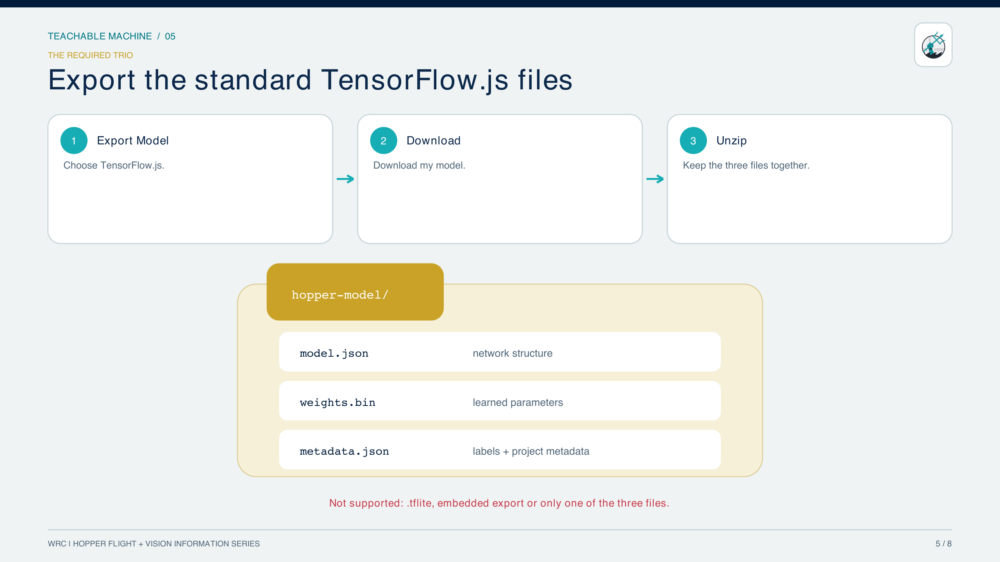 TEACHABLE MACHINE / 05
THE REQUIRED TRIO
Export the standard TensorFlow.js files
1 Export Model
Choose TensorFlow.js.
2 Download
Download my model.
3 Unzip
Keep the three files together.
hopper-model/
model.json network structure
weights.bin learned parameters
metadata.json labels + project metadata
Not supported: .tflite, embedded export or only one of the three files.
WRC | HOPPER FLIGHT + VISION INFORMATION SERIES
5 / 8